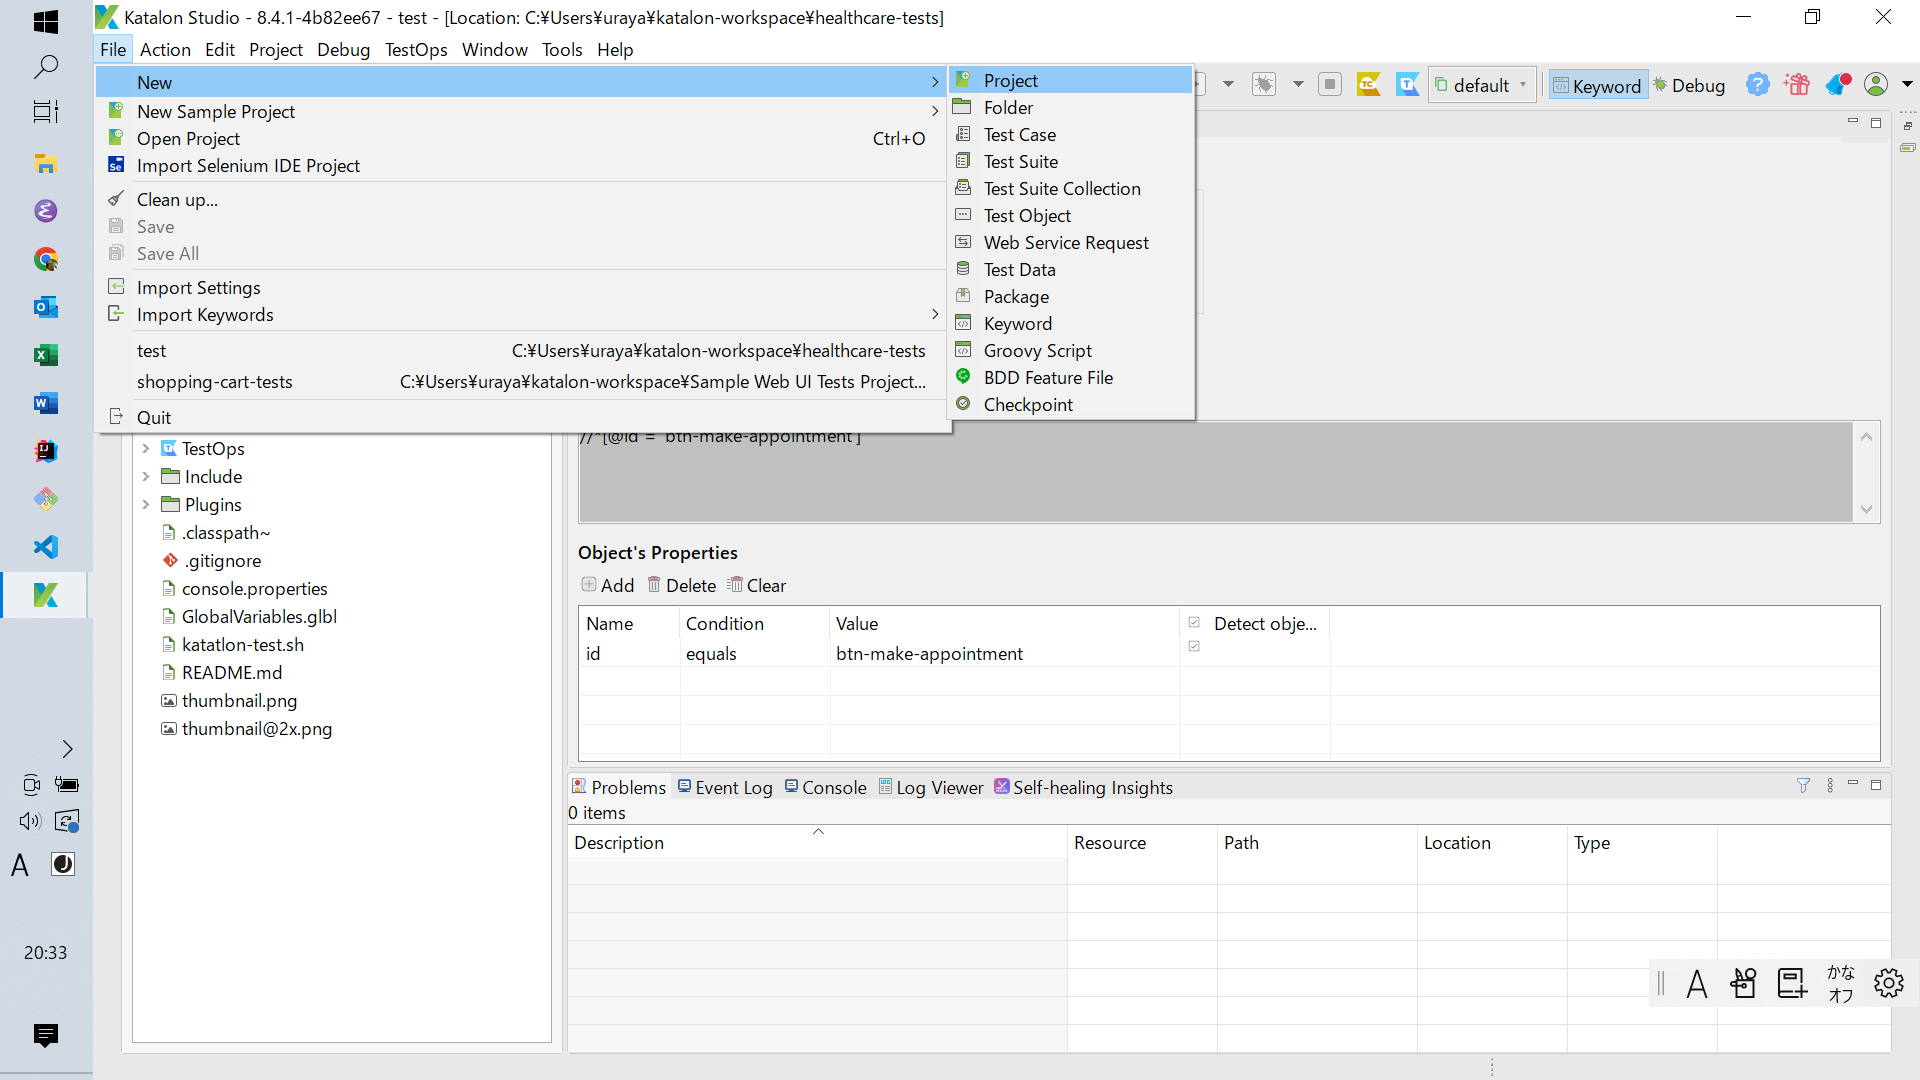 Katalon Studio - 8.4.1-4b82ee67 - test - [Location: C:¥Users¥uraya¥katalon-workspace¥healthcare-tests]
File Action Edit Project Debug TestOps Window Tools Help
New
New Sample Project
Open Project Ctrl+O
Import Selenium IDE Project
Clean up...
Save
Save All
Import Settings
Import Keywords
test C:¥Users¥uraya¥katalon-workspace¥healthcare-tests
shopping-cart-tests C:¥Users¥uraya¥katalon-workspace¥Sample Web UI Tests Project...
Quit
Project
Folder
Test Case
Test Suite
Test Suite Collection
Test Object
Web Service Request
Test Data
Package
Keyword
Groovy Script
BDD Feature File
Checkpoint
default
Keyword
Debug
TestOps
Include
Plugins
.classpath~
.gitignore
console.properties
GlobalVariables.glbl
katatlon-test.sh
README.md
thumbnail.png
thumbnail@2x.png
//*[@id = 'btn-make-appointment']
Object's Properties
Add Delete Clear
Name Condition Value Detect obje...
id equals btn-make-appointment
Problems Event Log Console Log Viewer Self-healing Insights
0 items
Description Resource Path Location Type
A
20:33
A
かな
オフ